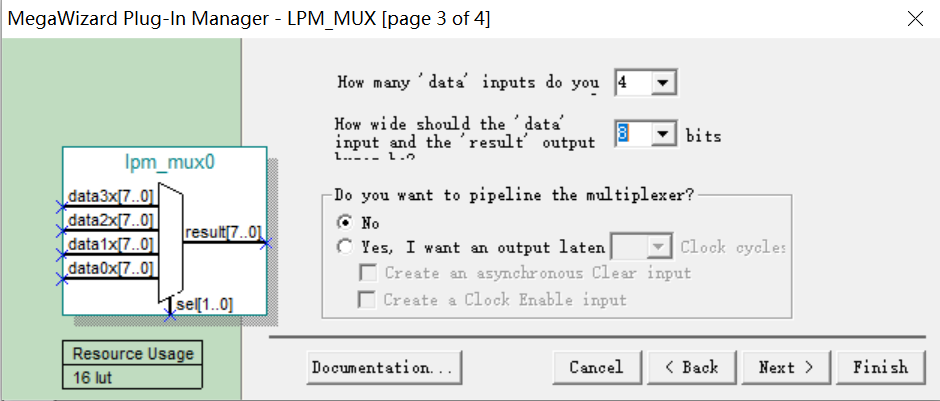 MegaWizard Plug-In Manager - LPM_MUX [page 3 of 4]
How many 'data' inputs do you
4
How wide should the 'data'
input and the 'result' output
8
bits
lpm_mux0
data3x[7..0]
data2x[7..0]
data1x[7..0]
data0x[7..0]
result[7..0]
sel[1..0]
Do you want to pipeline the multiplexer?
No
Yes, I want an output laten
Clock cycles
Create an asynchronous Clear input
Create a Clock Enable input
Resource Usage
16 lut
Documentation...
Cancel
< Back
Next >
Finish